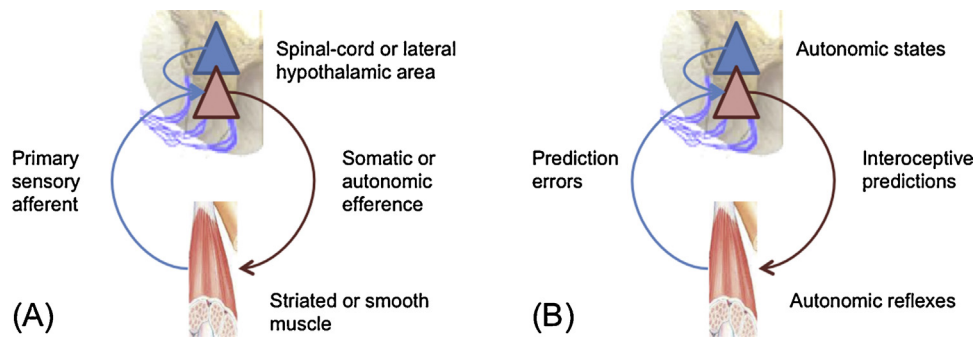 Spinal-cord or lateral
hypothalamic area
Primary
sensory
afferent
Somatic or
autonomic
efference
Striated or smooth
muscle
(A)
Autonomic states
Prediction
errors
Interoceptive
predictions
Autonomic reflexes
(B)